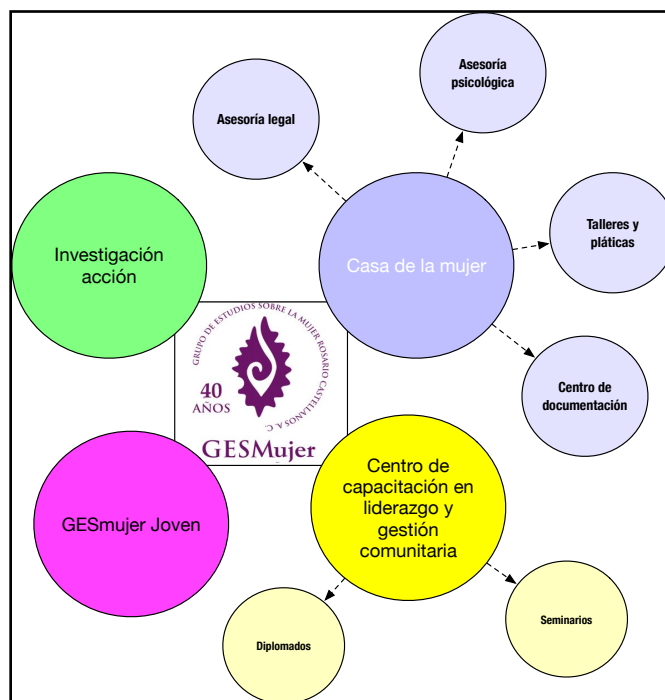 Asesoría
psicológica
Asesoría legal
Talleres y
pláticas
Investigación
acción
Casa de la mujer
GRUPO DE ESTUDIOS SOBRE LA MUJER ROSARIO CASTELLANOS A.C.
40
AÑOS
GESMujer
Centro de
documentación
Centro de
capacitación en
liderazgo y
gestión
comunitaria
GESmujer Joven
Seminarios
Diplomados